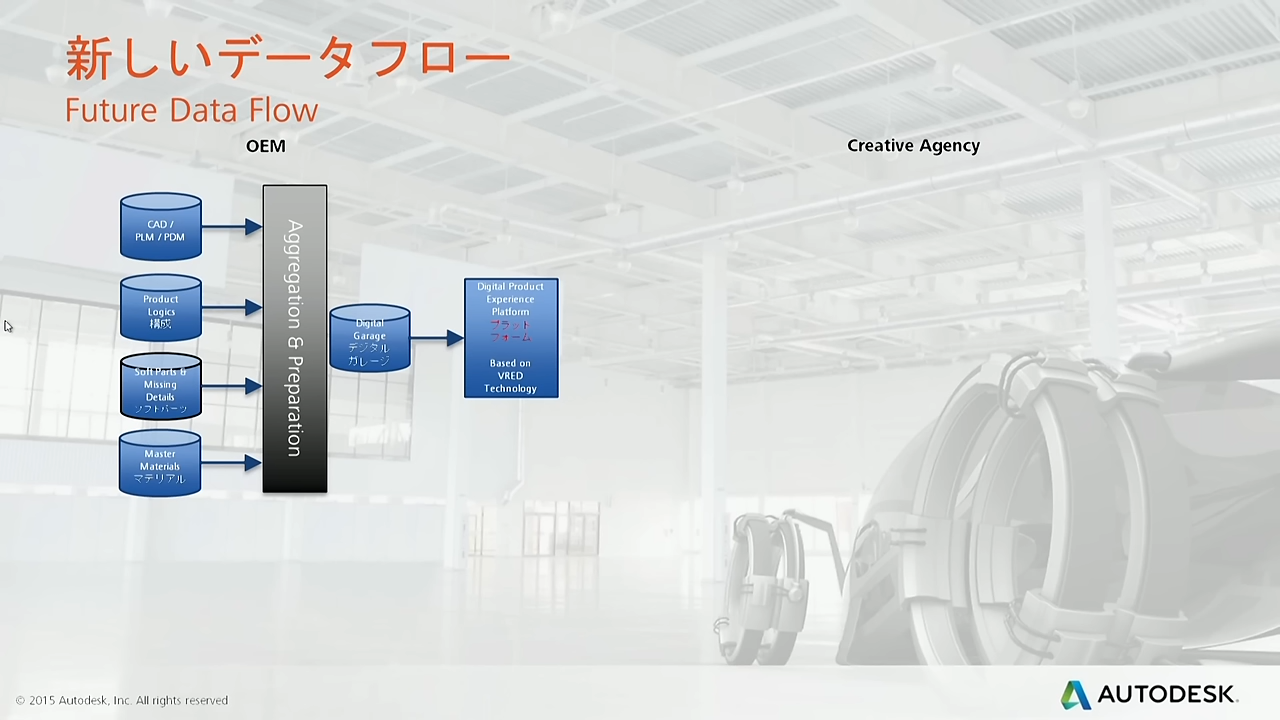 新しいデータフロー
Future Data Flow
OEM
Creative Agency
CAD /
PLM / PDM
Product
Logics
構成
Soft Parts &
Missing
Details
ソフトパーツ
Master
Materials
マテリアル
Aggregation & Preparation
Digital
Garage
デジタル
ガレージ
Digital Product
Experience
Platform
プラット
フォーム
Based on
VRED
Technology
© 2015 Autodesk, Inc. All rights reserved
AUTODESK.